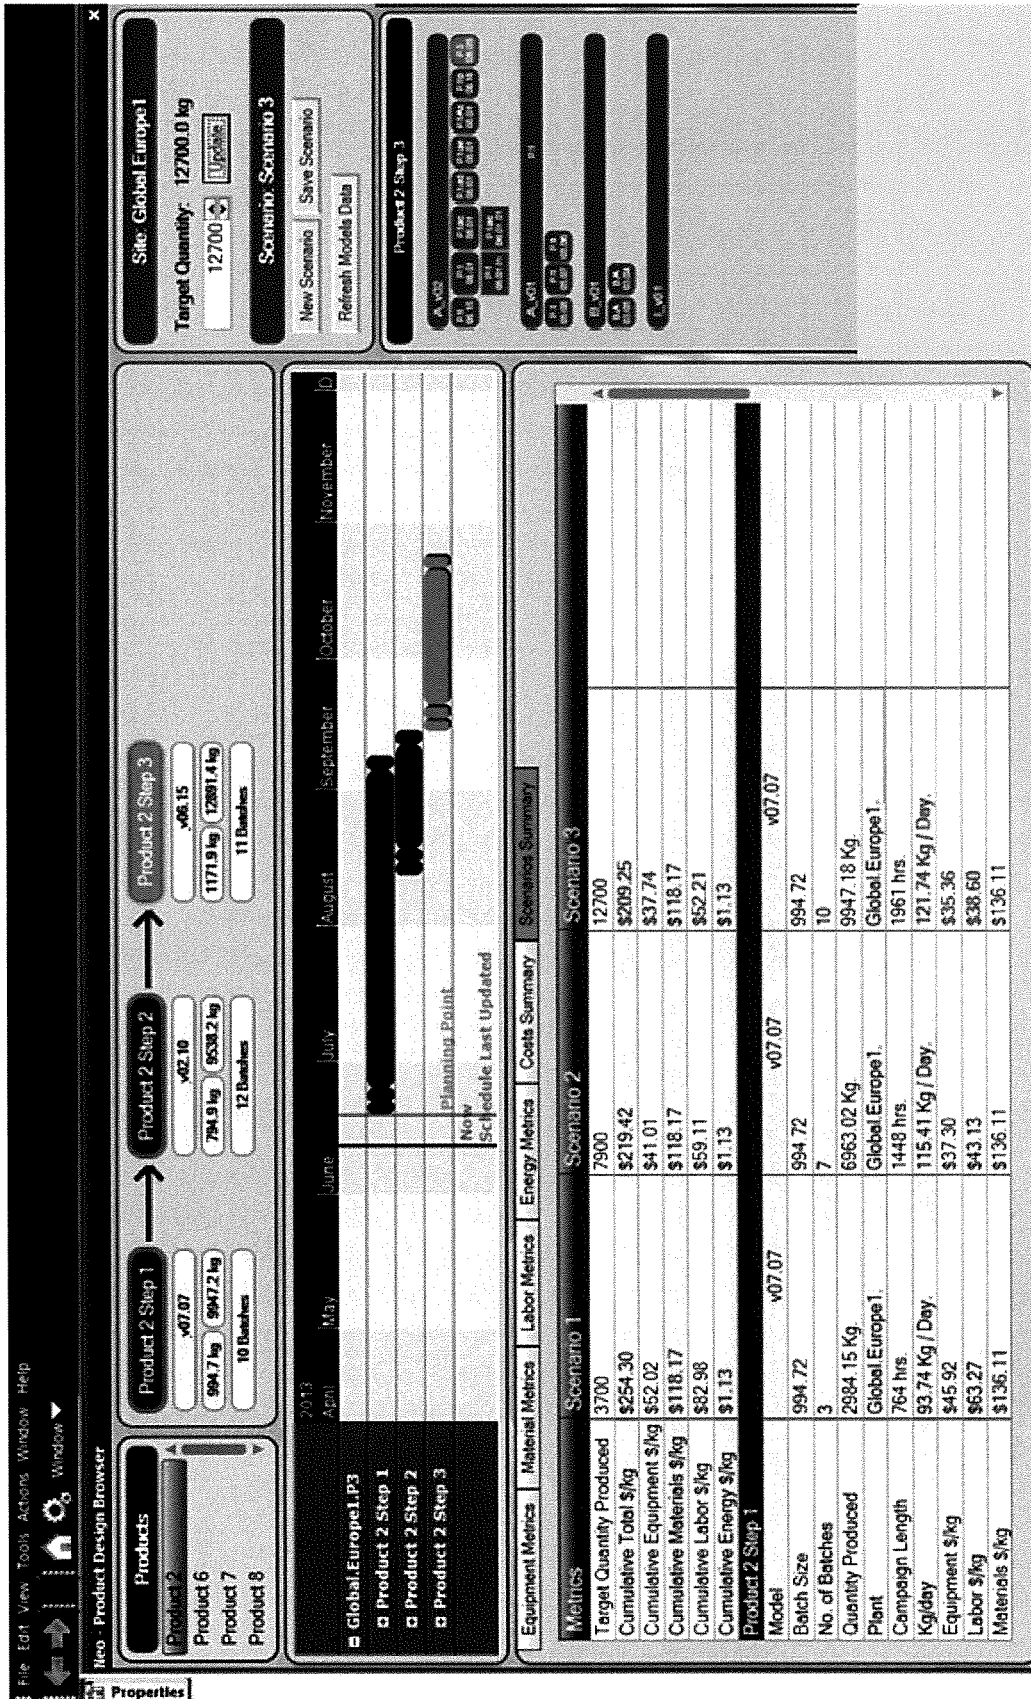 File Edit View Tools Actions Window Help
Window
Neo - Product Design Browser
×
Properties
Products
Product 2
Product 6
Product 7
Product 8
Product 2 Step 1
v07.07
994.7 kg 9947.2 kg
10 Batches
Product 2 Step 2
v02.10
794.9 kg 9538.2 kg
12 Batches
Product 2 Step 3
v06.15
1171.9 kg 12891.4 kg
11 Batches
Site: Global Europe1
Target Quantity: 12700.0 kg
12700 Update
Scenario: Scenario 3
New Scenario Save Scenario
Refresh Models Data
2013
April May June July August September October November D
Global.Europe1.P3
Product 2 Step 1
Product 2 Step 2
Product 2 Step 3
Planning Point
Now
Schedule Last Updated
Product 2 Step 3
A_v02
A_v01
Equipment Metrics Material Metrics Labor Metrics Energy Metrics Costs Summary Scenarios Summary
Metrics Scenario 1 Scenario 2 Scenario 3
Target Quantity Produced 3700 7900 12700
Cumulative Total $/kg $254.30 $219.42 $209.25
Cumulative Equipment $/kg $52.02 $41.01 $37.74
Cumulative Materials $/kg $118.17 $118.17 $118.17
Cumulative Labor $/kg $82.98 $59.11 $52.21
Cumulative Energy $/kg $1.13 $1.13 $1.13
Product 2 Step 1
Model v07.07 v07.07 v07.07
Batch Size 994.72 994.72 994.72
No. of Batches 3 7 10
Quantity Produced 2984.15 Kg. 6963.02 Kg. 9947.18 Kg.
Plant Global.Europe1. Global.Europe1. Global.Europe1.
Campaign Length 764 hrs. 1448 hrs. 1961 hrs.
Kg/day 93.74 Kg / Day. 115.41 Kg / Day. 121.74 Kg / Day.
Equipment $/kg $45.92 $37.30 $35.36
Labor $/kg $63.27 $43.13 $38.60
Materials $/kg $136.11 $136.11 $136.11